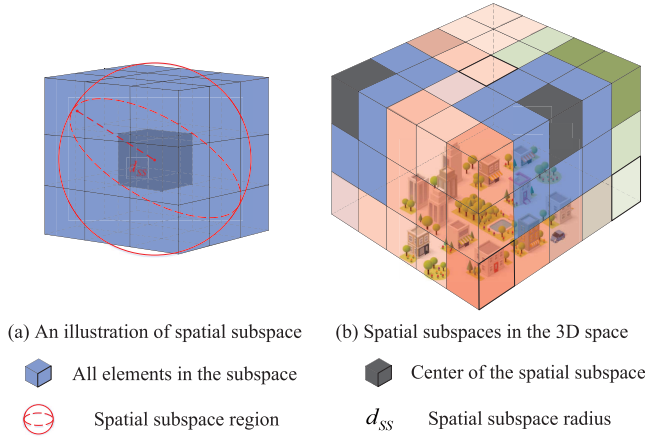 d_SS
(a) An illustration of spatial subspace
(b) Spatial subspaces in the 3D space
All elements in the subspace
Center of the spatial subspace
Spatial subspace region
d_SS Spatial subspace radius